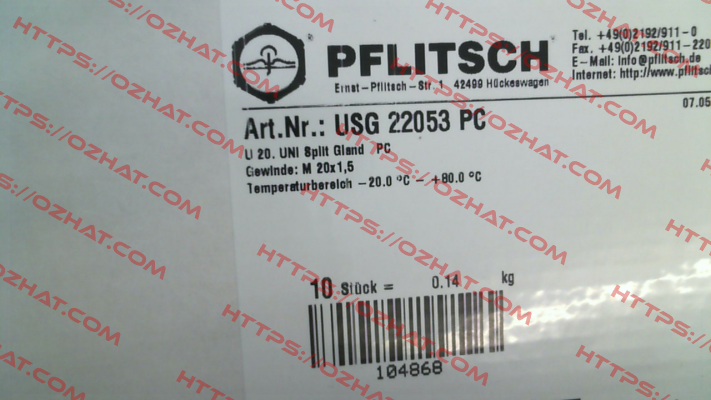 PFLITSCH
Ernst-Pflitsch-Str. 1 42499 Hückeswagen
Tel. +49(0)2192/911-0
Fax. +49(0)2192/911-220
E-Mail: info@pflitsch.de
Internet: http://www.pflitsc
07.05
Art.Nr.: USG 22053 PC
U 20. UNI Split Gland PC
Gewinde: M 20x1,5
Temperaturbereich -20.0 °C - +80.0 °C
10 Stück = 0.14 kg
104868
HTTPS://OZHAT.COM